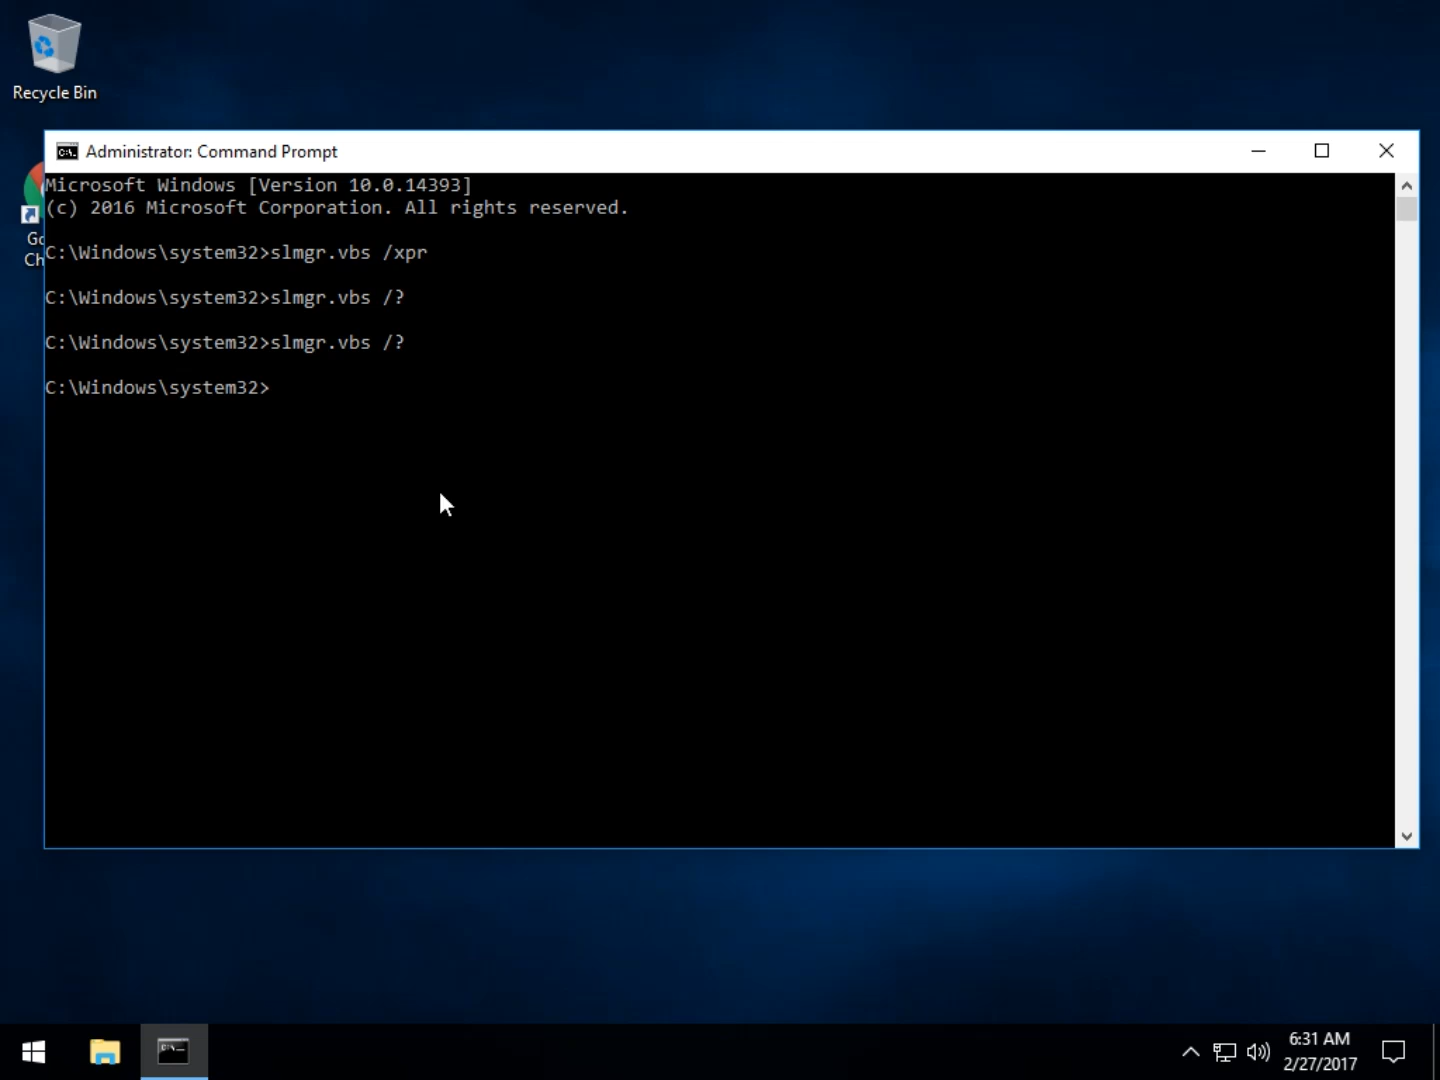 Recycle Bin
Administrator: Command Prompt
Microsoft Windows [Version 10.0.14393]
(c) 2016 Microsoft Corporation. All rights reserved.
C:\Windows\system32>slmgr.vbs /xpr
C:\Windows\system32>slmgr.vbs /?
C:\Windows\system32>slmgr.vbs /?
C:\Windows\system32>
6:31 AM
2/27/2017